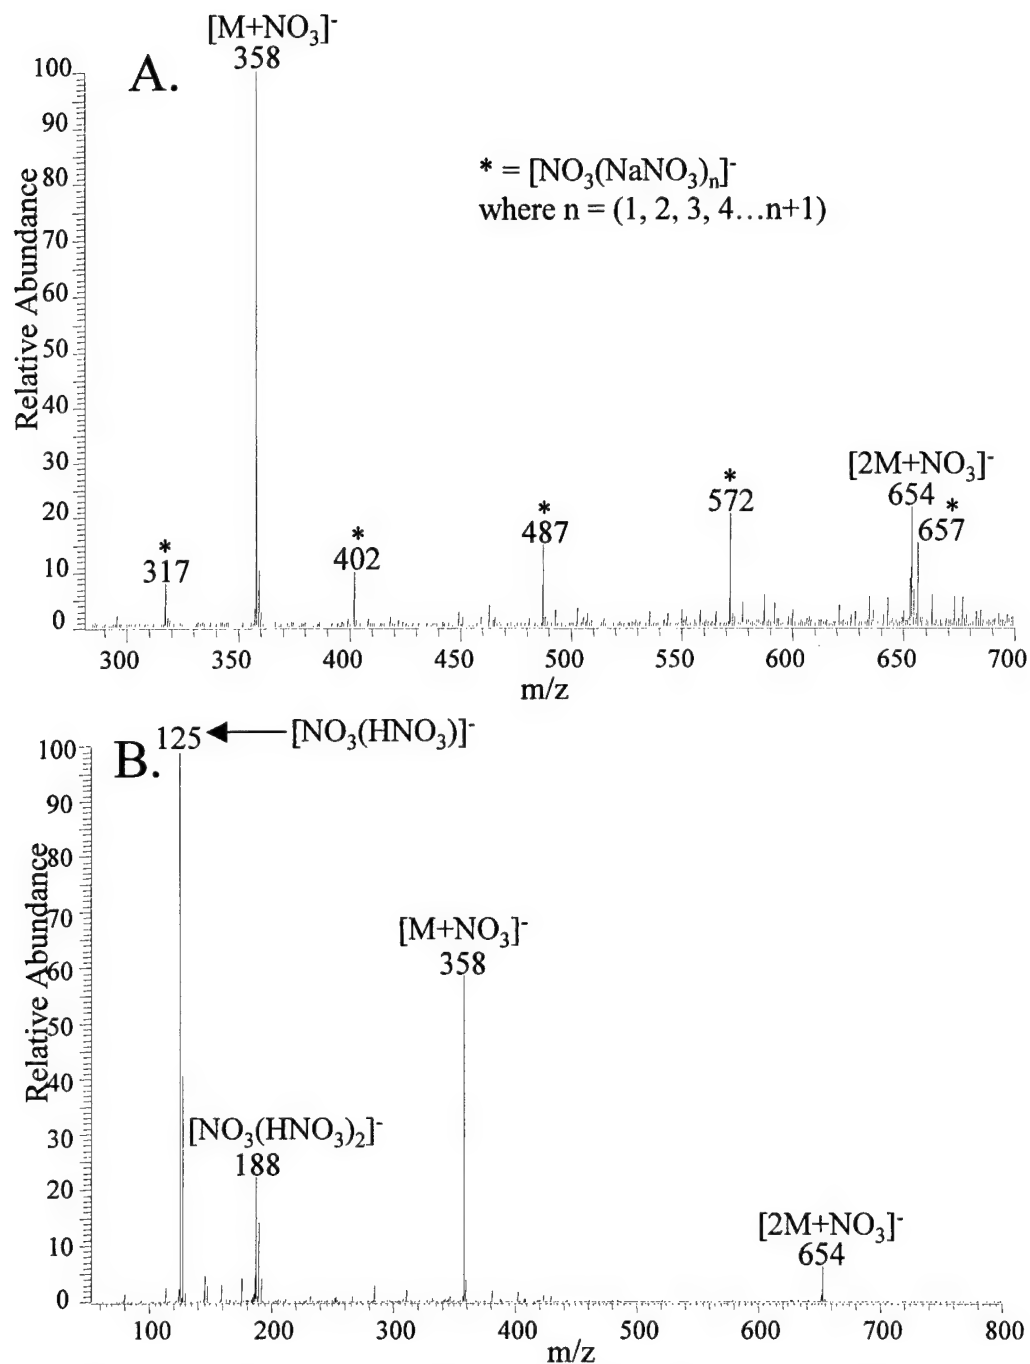 [M+NO₃]⁻
358
A.
* = [NO₃(NaNO₃)ₙ]⁻
where n = (1, 2, 3, 4...n+1)
Relative Abundance
100
90
80
70
60
50
40
30
20
10
0
*
317
*
402
*
487
*
572
[2M+NO₃]⁻
654
*
657
300 350 400 450 500 550 600 650 700
m/z
125 [NO₃(HNO₃)]⁻
B.
Relative Abundance
100
90
80
70
60
50
40
30
20
10
0
[M+NO₃]⁻
358
[NO₃(HNO₃)₂]⁻
188
[2M+NO₃]⁻
654
100 200 300 400 500 600 700 800
m/z